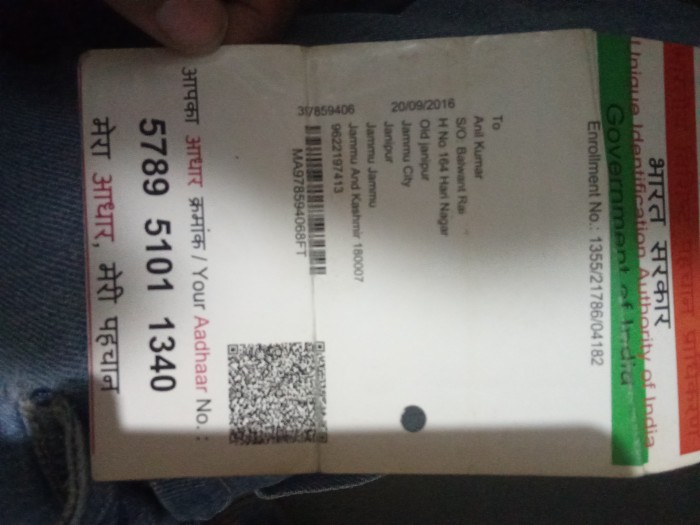 भारत सरकार
Unique Identification Authority of India
Government of India
Enrollment No.: 1355/21786/04182
To
Anil Kumar
S/O. Balwant Rai
H No 164 Hari Nagar
Old janipur
Jammu City
Janipur
Jammu Jammu
Jammu And Kashmir 180007
9622197413
20/09/2016
MA978594068FT
आपका आधार क्रमांक / Your Aadhaar No. :
5789 5101 1340
मेरा आधार, मेरी पहचान